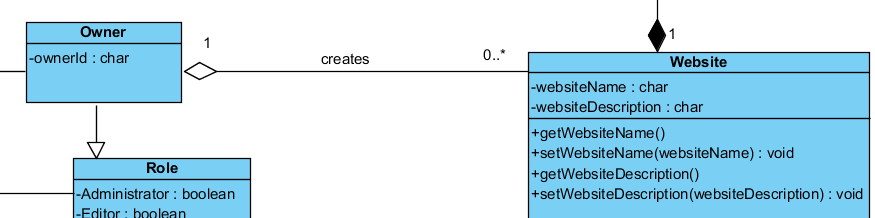 Owner
-ownerId : char
1
creates
0..*
1
Website
-websiteName : char
-websiteDescription : char
+getWebsiteName()
+setWebsiteName(websiteName) : void
+getWebsiteDescription()
+setWebsiteDescription(websiteDescription) : void
Role
-Administrator : boolean
-Editor : boolean